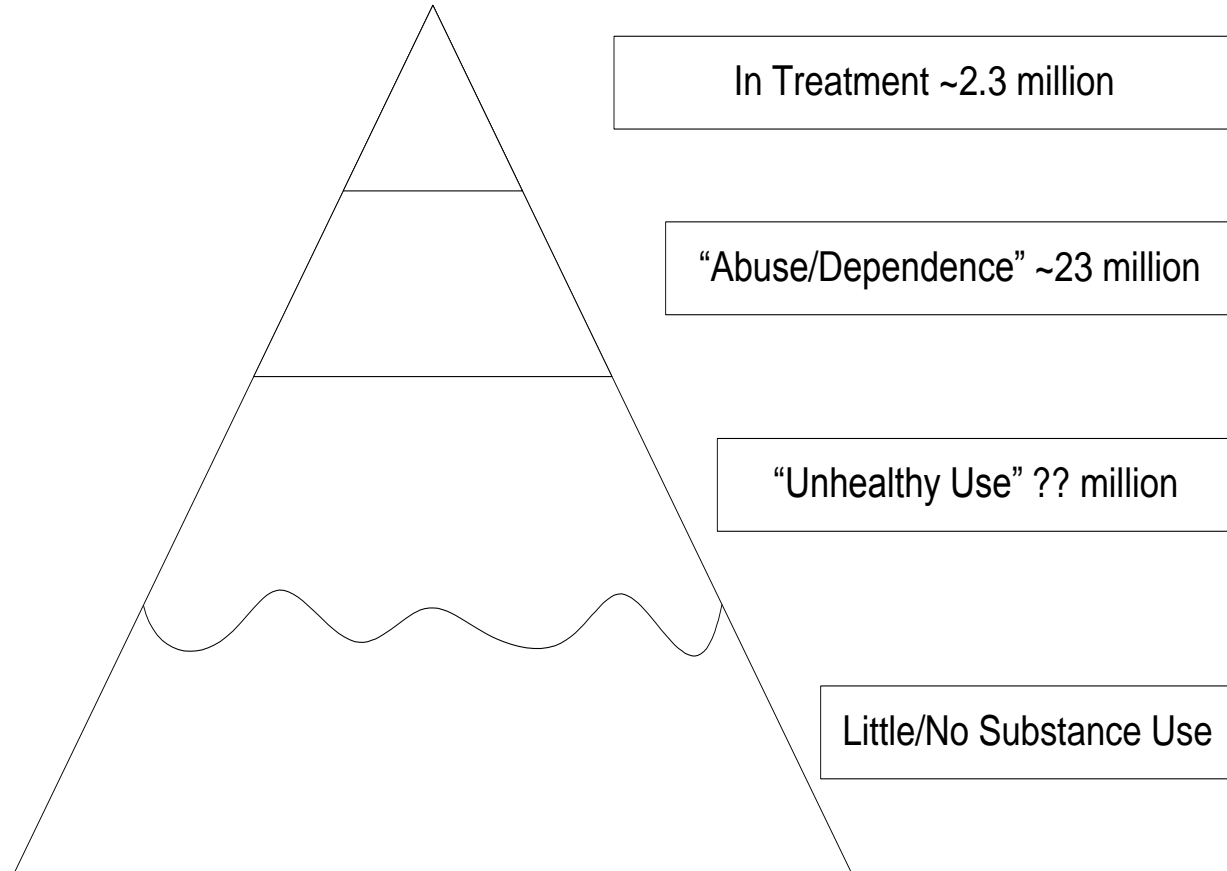 In Treatment ~2.3 million
“Abuse/Dependence” ~23 million
“Unhealthy Use” ?? million
Little/No Substance Use